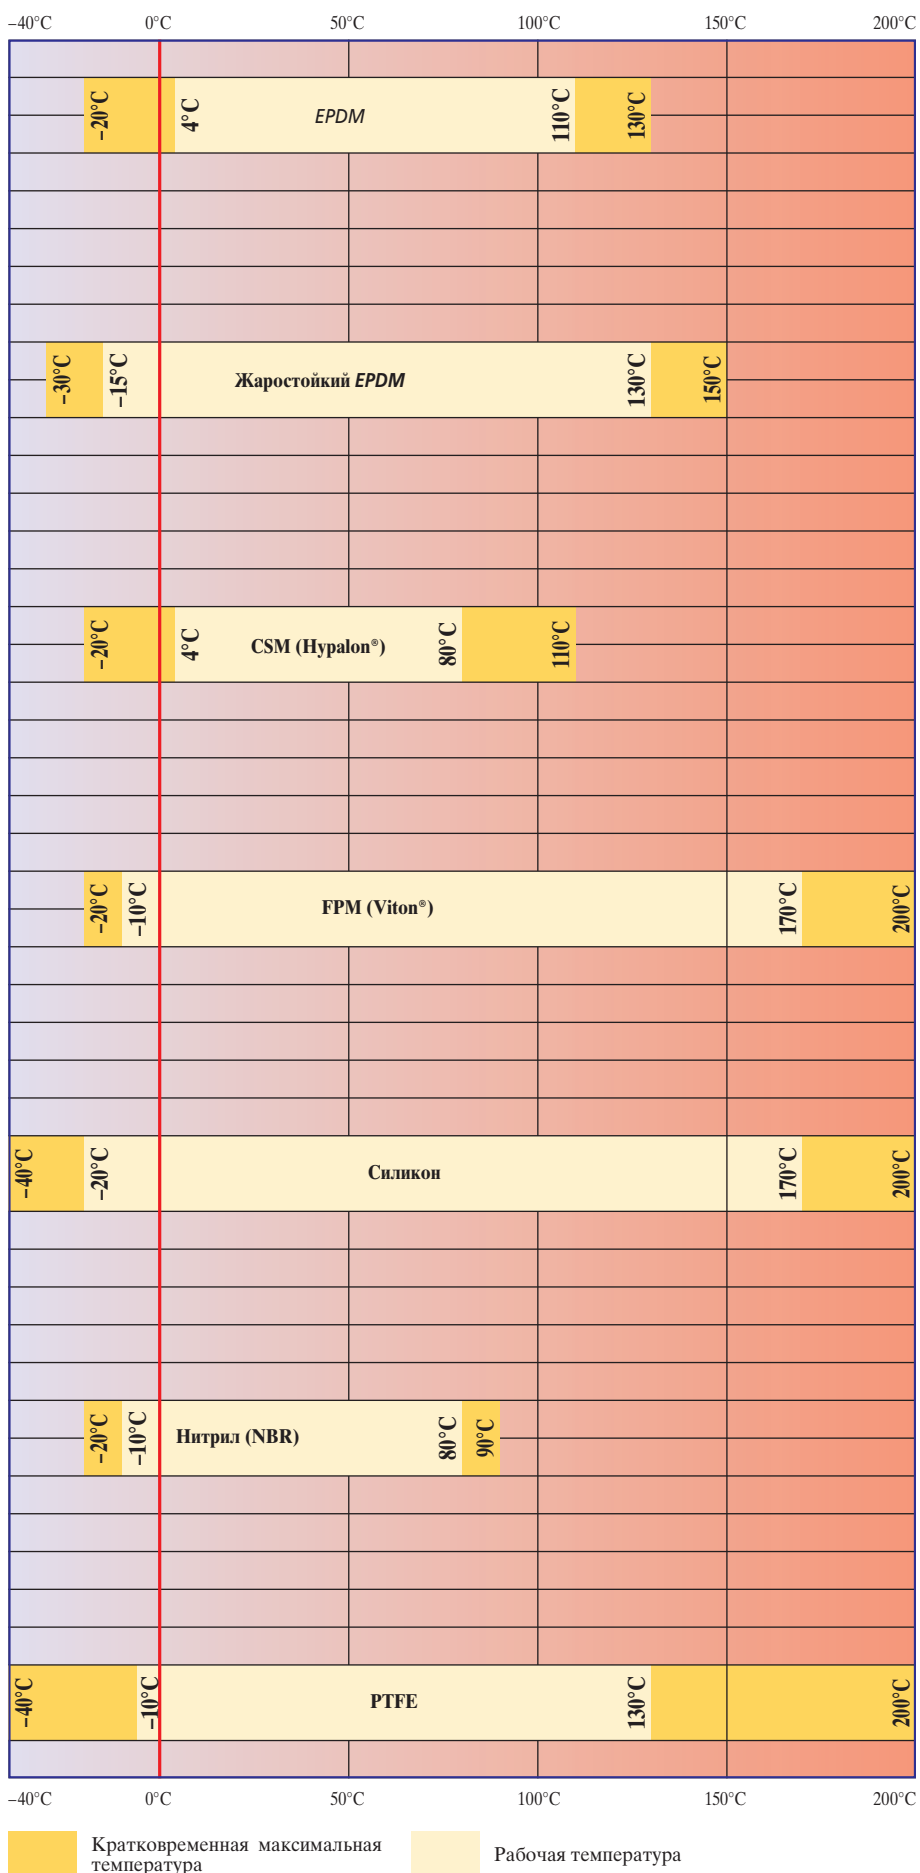 –40°C 0°C 50°C 100°C 150°C 200°C
–20°C 4°C EPDM 110°C 130°C
–30°C –15°C Жаростойкий EPDM 130°C 150°C
–20°C 4°C CSM (Hypalon®) 80°C 110°C
–20°C –10°C FPM (Viton®) 170°C 200°C
–40°C –20°C Силикон 170°C 200°C
–20°C –10°C Нитрил (NBR) 80°C 90°C
–40°C –10°C PTFE 130°C 200°C
–40°C 0°C 50°C 100°C 150°C 200°C
Кратковременная максимальная
температура
Рабочая температура